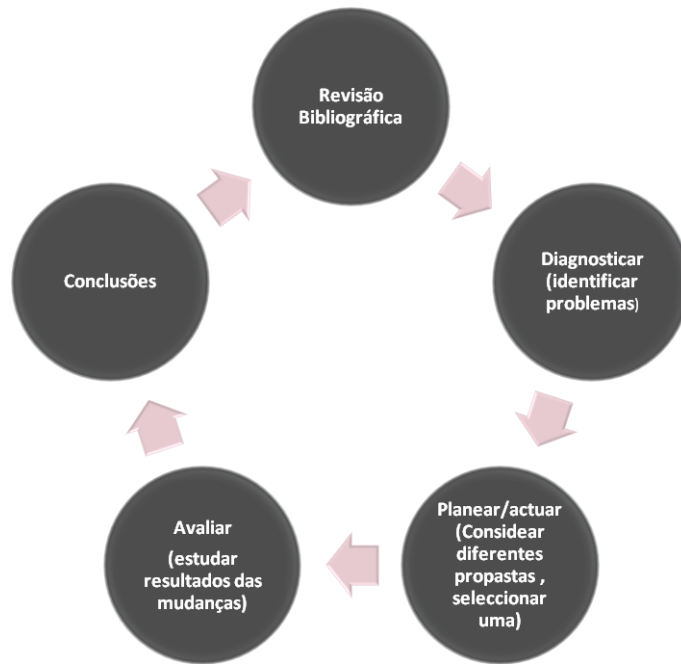 Revisão
Bibliográfica
Diagnosticar
(identificar
problemas)
Planear/actuar
(Considear
diferentes
propastas ,
seleccionar
uma)
Avaliar
(estudar
resultados das
mudanças)
Conclusões